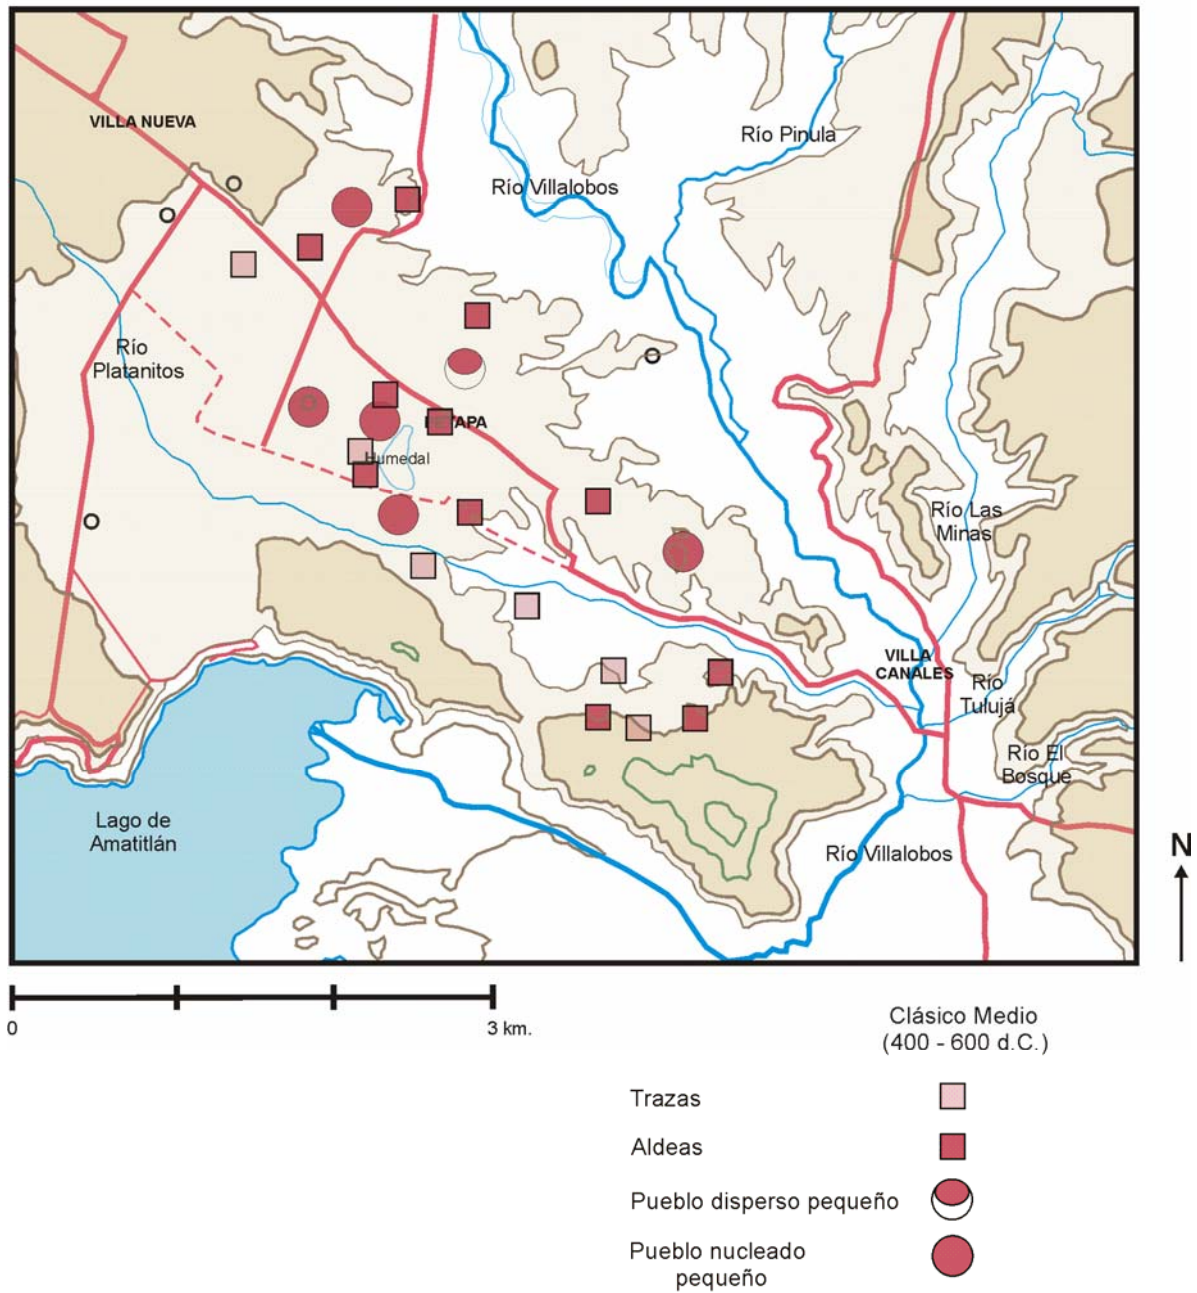 VILLA NUEVA
Río Pinula
Río Villalobos
Río
Platanitos
PETAPA
Humedal
Río Las
Minas
VILLA
CANALES
Río
Tulujá
Río El
Bosque
Lago de
Amatitlán
Río Villalobos
N
0
3 km.
Clásico Medio
(400 - 600 d.C.)
Trazas
Aldeas
Pueblo disperso pequeño
Pueblo nucleado
pequeño